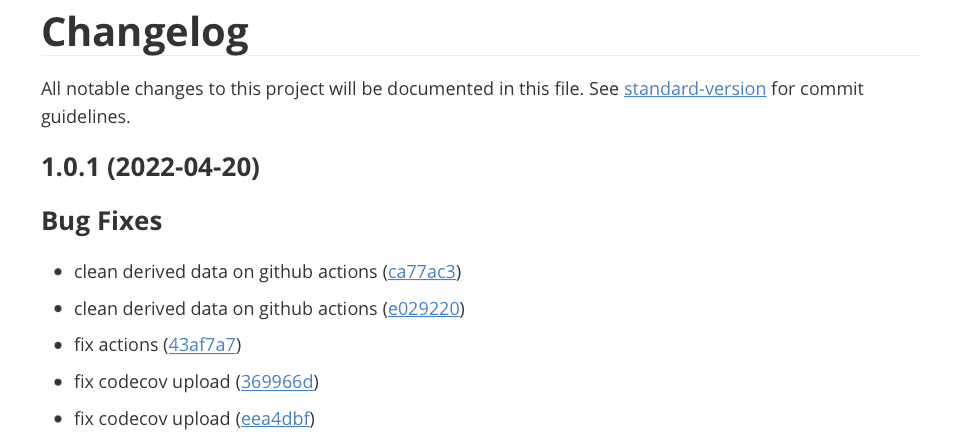 Changelog
All notable changes to this project will be documented in this file. See standard-version for commit
guidelines.
1.0.1 (2022-04-20)
Bug Fixes
• clean derived data on github actions (ca77ac3)
• clean derived data on github actions (e029220)
• fix actions (43af7a7)
• fix codecov upload (369966d)
• fix codecov upload (eea4dbf)